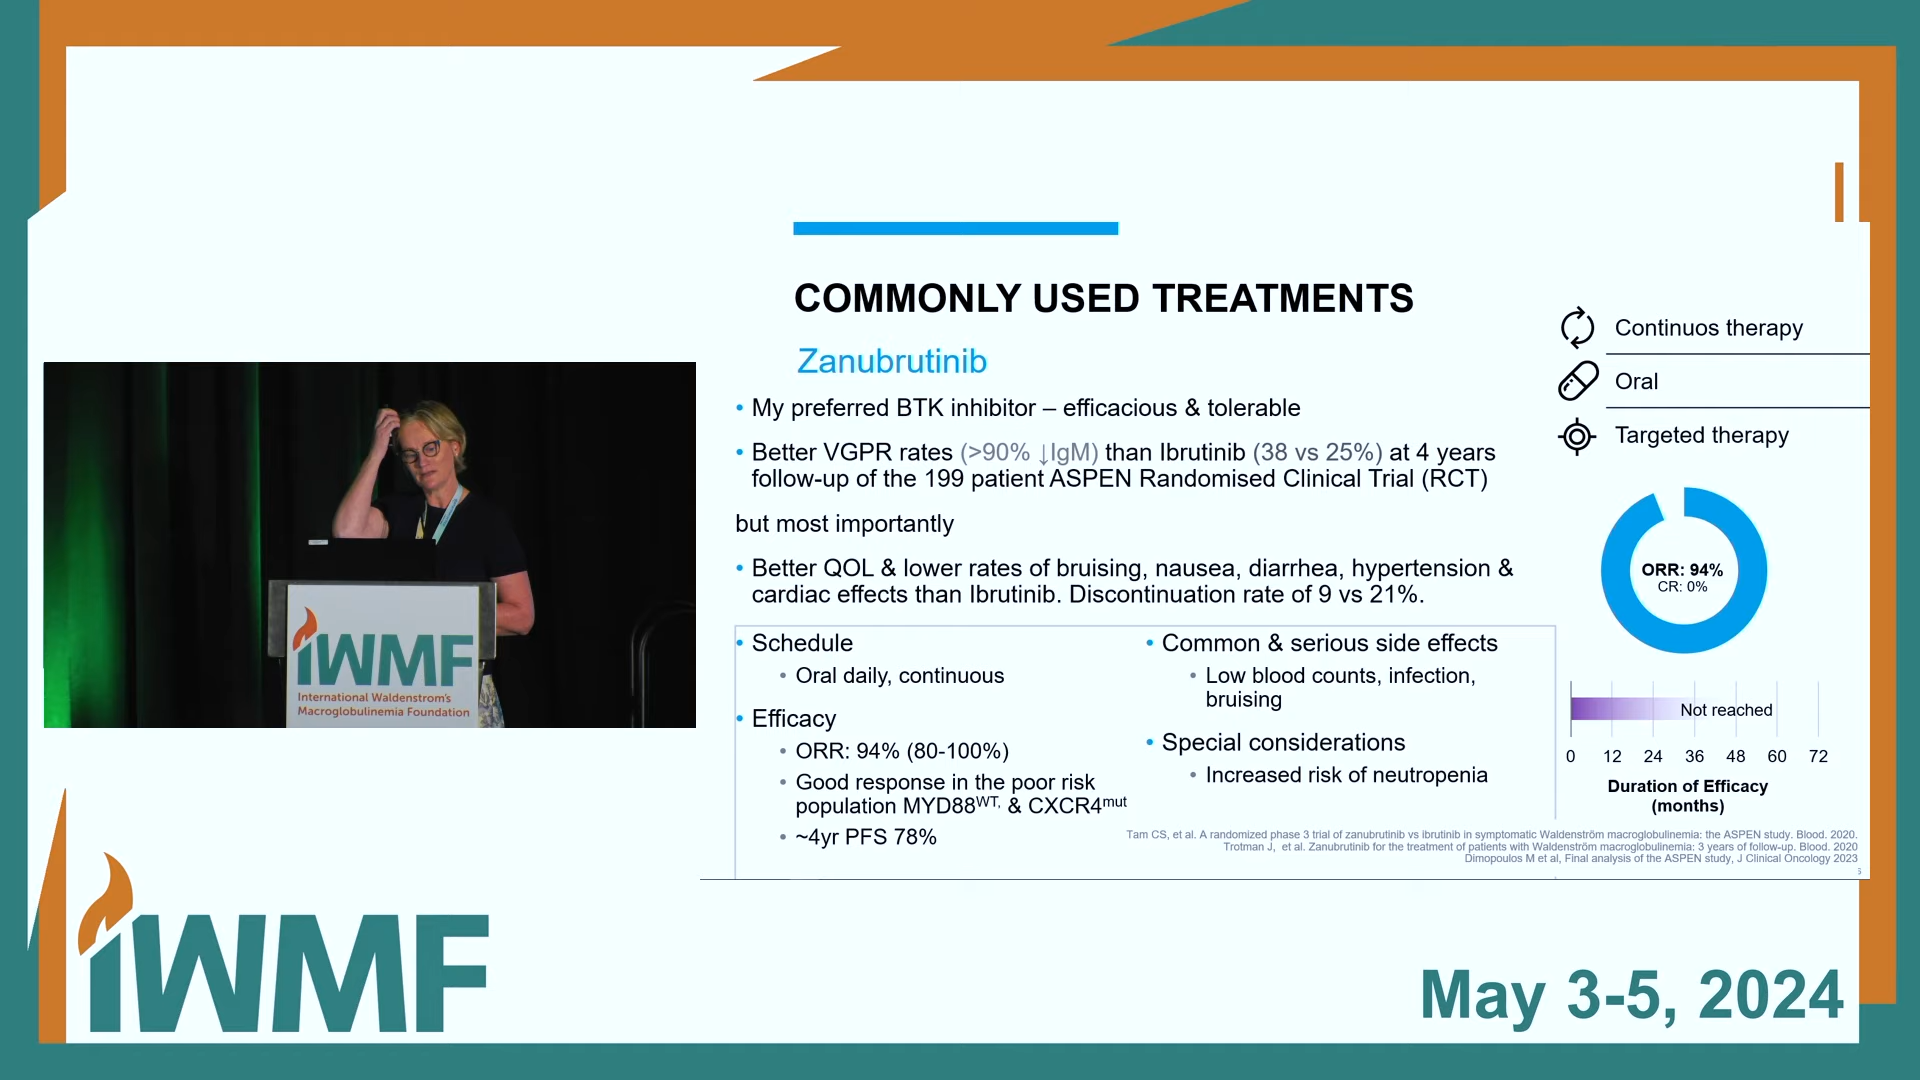 COMMONLY USED TREATMENTS
Zanubrutinib
• My preferred BTK inhibitor – efficacious & tolerable
• Better VGPR rates (>90% ↓IgM) than Ibrutinib (38 vs 25%) at 4 years
follow-up of the 199 patient ASPEN Randomised Clinical Trial (RCT)
but most importantly
• Better QOL & lower rates of bruising, nausea, diarrhea, hypertension &
cardiac effects than Ibrutinib. Discontinuation rate of 9 vs 21%.
• Schedule
• Oral daily, continuous
• Efficacy
• ORR: 94% (80-100%)
• Good response in the poor risk
population MYD88WT, & CXCR4mut
• ~4yr PFS 78%
• Common & serious side effects
• Low blood counts, infection,
bruising
• Special considerations
• Increased risk of neutropenia
Continuos therapy
Oral
Targeted therapy
ORR: 94%
CR: 0%
Not reached
0 12 24 36 48 60 72
Duration of Efficacy
(months)
Tam CS, et al. A randomized phase 3 trial of zanubrutinib vs ibrutinib in symptomatic Waldenström macroglobulinemia: the ASPEN study. Blood. 2020.
Trotman J, et al. Zanubrutinib for the treatment of patients with Waldenström macroglobulinemia: 3 years of follow-up. Blood. 2020
Dimopoulos M et al, Final analysis of the ASPEN study, J Clinical Oncology 2023
IWMF
International Waldenstrom's
Macroglobulinemia Foundation
IWMF
May 3-5, 2024